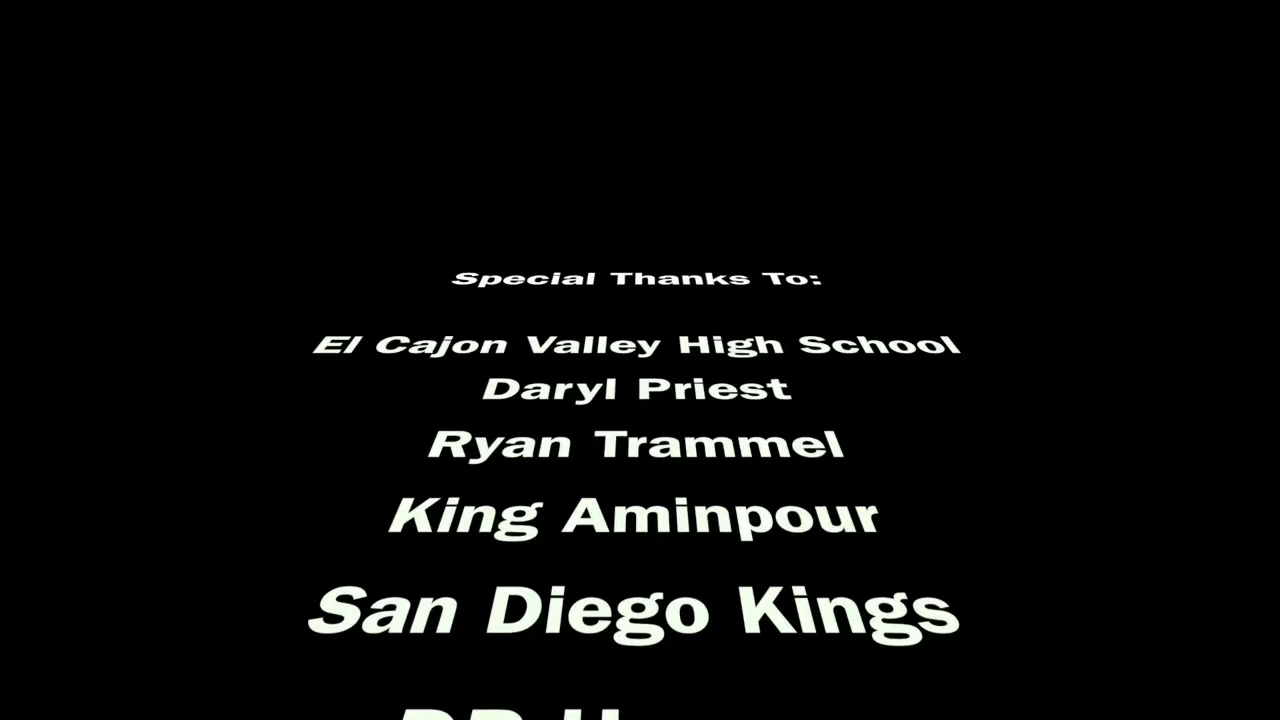 Special Thanks To:
El Cajon Valley High School
Daryl Priest
Ryan Trammel
King Aminpour
San Diego Kings